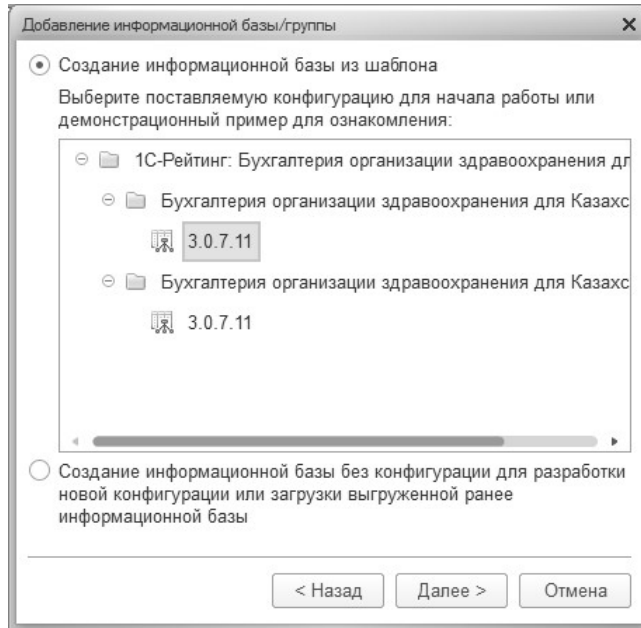 Добавление информационной базы/группы
Создание информационной базы из шаблона
Выберите поставляемую конфигурацию для начала работы или
демонстрационный пример для ознакомления:
1С-Рейтинг: Бухгалтерия организации здравоохранения дл
Бухгалтерия организации здравоохранения для Казахс
3.0.7.11
Бухгалтерия организации здравоохранения для Казахс
3.0.7.11
Создание информационной базы без конфигурации для разработки
новой конфигурации или загрузки выгруженной ранее
информационной базы
< Назад Далее > Отмена